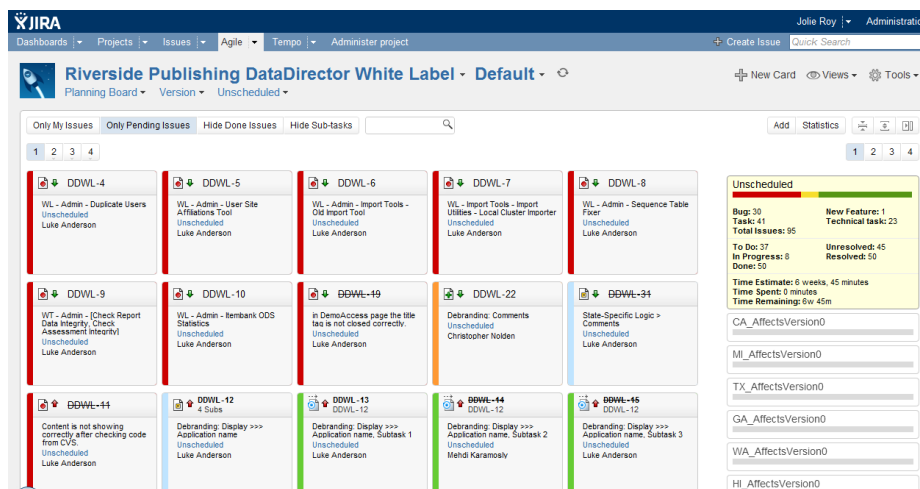 JIRA
Jolie Roy Administratio
Dashboards Projects Issues Agile Tempo Administer project
Create Issue Quick Search
Riverside Publishing DataDirector White Label - Default -
Planning Board Version Unscheduled
New Card Views Tools
Only My Issues Only Pending Issues Hide Done Issues Hide Sub-tasks
Add Statistics
1 2 3 4
1 2 3 4
DDWL-4
WL - Admin - Duplicate Users
Unscheduled
Luke Anderson
DDWL-5
WL - Admin - User Site
Affiliations Tool
Unscheduled
Luke Anderson
DDWL-6
WL - Admin - Import Tools -
Old Import Tool
Unscheduled
Luke Anderson
DDWL-7
WL - Import Tools - Import
Utilities - Local Cluster Importer
Unscheduled
Luke Anderson
DDWL-8
WL - Admin - Sequence Table
Fixer
Unscheduled
Luke Anderson
DDWL-9
WT - Admin - [Check Report
Data Integrity, Check
Assessment Integrity]
Unscheduled
Luke Anderson
DDWL-10
WL - Admin - Itembank ODS
Statistics
Unscheduled
Luke Anderson
DDWL-19
in DemoAccess page the title
tag is not closed correctly.
Unscheduled
Luke Anderson
DDWL-22
Debranding: Comments
Unscheduled
Christopher Nolden
DDWL-31
State-Specific Logic >
Comments
Unscheduled
Luke Anderson
DDWL-11
Content is not showing
correctly after checking code
from CVS.
Unscheduled
Luke Anderson
DDWL-12
4 Subs
Debranding: Display >>>
Application name
Unscheduled
Luke Anderson
DDWL-13
DDWL-12
Debranding: Display >>>
Application name, Subtask 1
Unscheduled
Luke Anderson
DDWL-14
DDWL-12
Debranding: Display >>>
Application name, Subtask 2
Unscheduled
Mehdi Karamosly
DDWL-15
DDWL-12
Debranding: Display >>>
Application name, Subtask 3
Unscheduled
Luke Anderson
Unscheduled
Bug: 30 New Feature: 1
Task: 41 Technical task: 23
Total Issues: 95
To Do: 37 Unresolved: 45
In Progress: 8 Resolved: 50
Done: 50
Time Estimate: 6 weeks, 45 minutes
Time Spent: 0 minutes
Time Remaining: 6w 45m
CA_AffectsVersion0
MI_AffectsVersion0
TX_AffectsVersion0
GA_AffectsVersion0
WA_AffectsVersion0
HI_AffectsVersion0